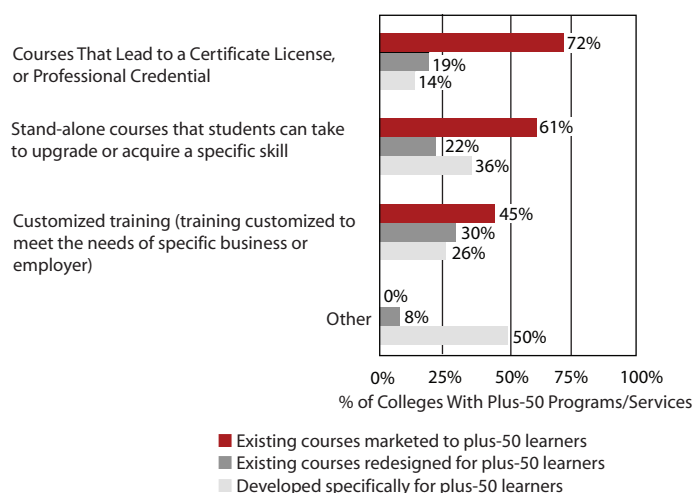 Courses That Lead to a Certificate License,
or Professional Credential
72%
19%
14%
Stand-alone courses that students can take
to upgrade or acquire a specific skill
61%
22%
36%
Customized training (training customized to
meet the needs of specific business or
employer)
45%
30%
26%
Other
0%
8%
50%
0% 25% 50% 75% 100%
% of Colleges With Plus-50 Programs/Services
Existing courses marketed to plus-50 learners
Existing courses redesigned for plus-50 learners
Developed specifically for plus-50 learners